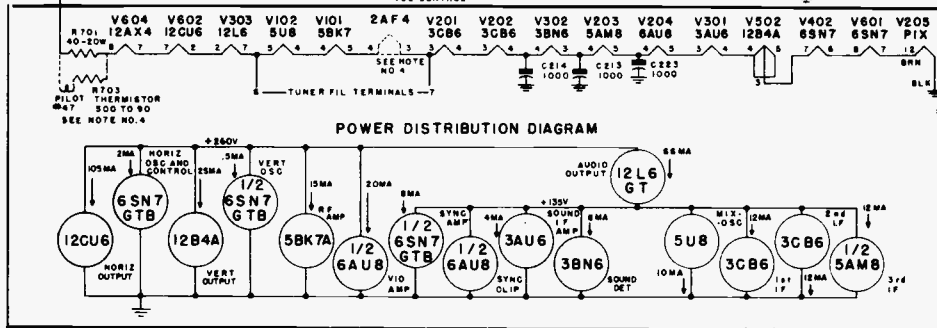 V604 V602 V303 V102 V101 2AF4 V201 V202 V302 V203 V204 V301 V502 V402 V601 V205
12AX4 12CU6 12L6 5U8 5BK7 3CB6 3CB6 3BN6 5AM8 6AU8 3AU6 12B4A 6SN7 6SN7 PIX
R701
40-20W
SEE NOTE
NO. 4
C214
1000
C213
1000
C223
1000
12
BRN
BLK
PILOT
#47
R703
THERMISTOR
500 TO 90
SEE NOTE NO. 4
TUNER FIL TERMINALS
POWER DISTRIBUTION DIAGRAM
+260V
105MA
2MA
HORIZ
OSC AND
CONTROL
25MA
.5MA
VERT
OSC
15MA
RF
AMP
20MA
8MA
AUDIO
OUTPUT
66MA
12L6
GT
+135V
12CU6
HORIZ
OUTPUT
6SN7
GTB
12B4A
VERT
OUTPUT
1/2
6SN7
GTB
5BK7A
1/2
6AU8
VID
AMP
1/2
6SN7
GTB
SYNC
AMP
4MA
1/2
6AU8
SYNC
CLIP
3AU6
SOUND
IF
AMP
6MA
3BN6
SOUND
DET
5U8
10MA
MIX-
OSC
12MA
3CB6
1st
IF
3CB6
12MA
2nd
I.F
12MA
1/2
5AM8
3rd
IF